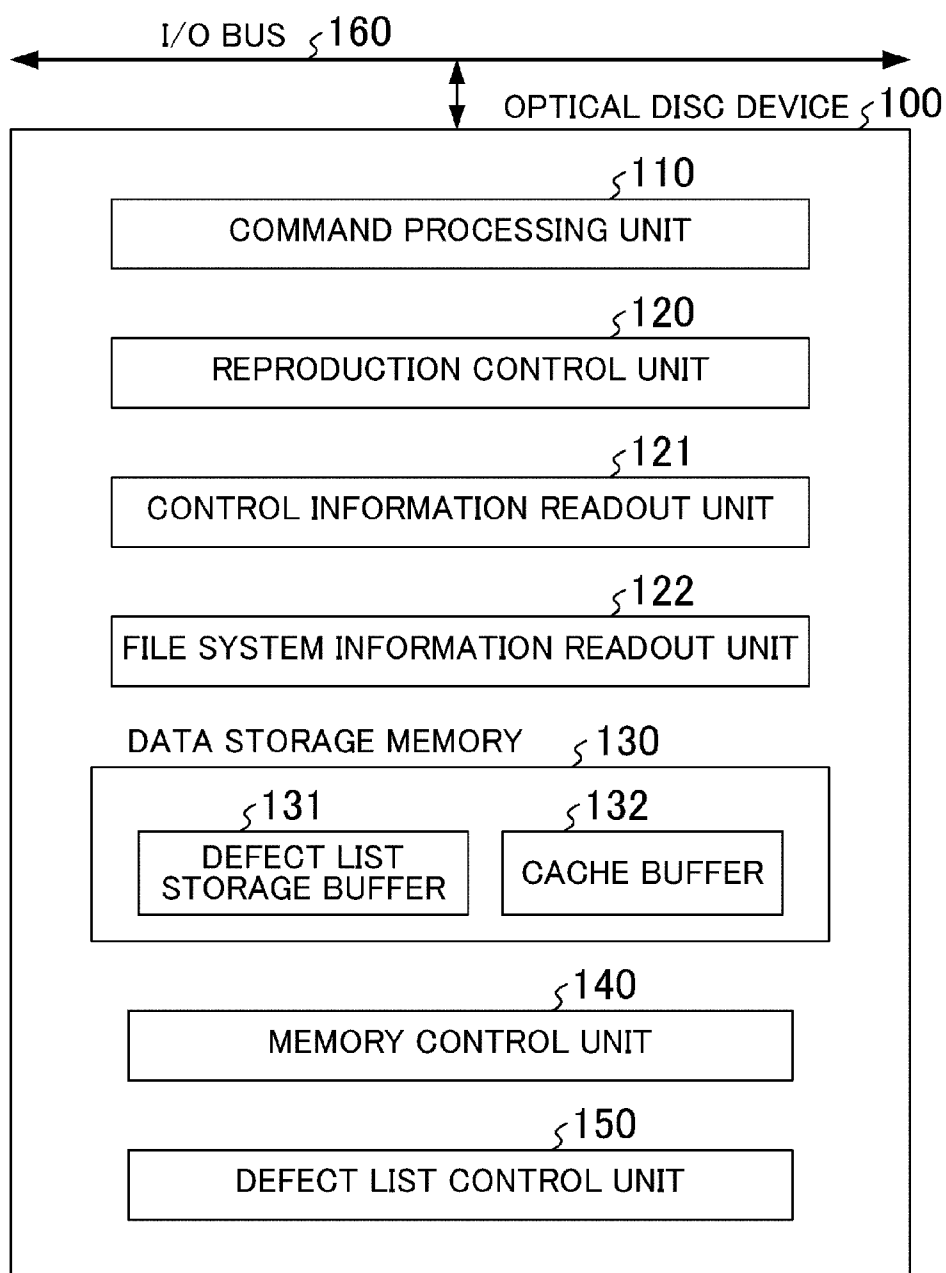 I/O BUS 160
OPTICAL DISC DEVICE 100
110
COMMAND PROCESSING UNIT
120
REPRODUCTION CONTROL UNIT
121
CONTROL INFORMATION READOUT UNIT
122
FILE SYSTEM INFORMATION READOUT UNIT
DATA STORAGE MEMORY 130
131
DEFECT LIST
STORAGE BUFFER
132
CACHE BUFFER
140
MEMORY CONTROL UNIT
150
DEFECT LIST CONTROL UNIT